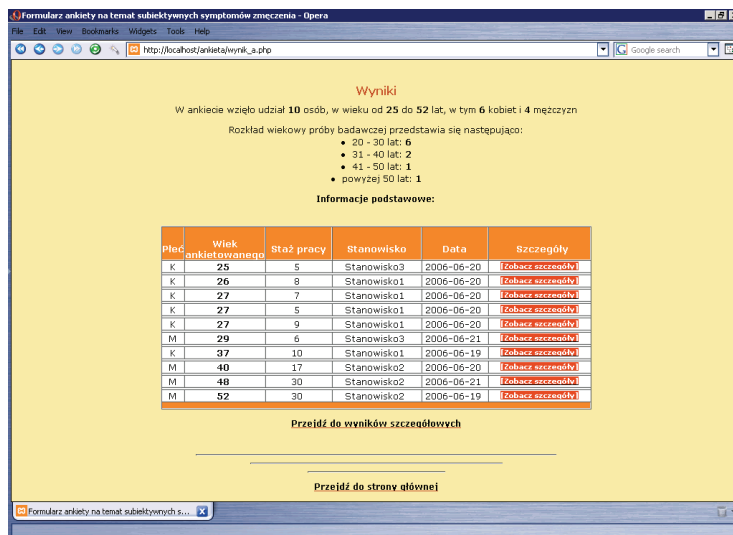 Formularz ankiety na temat subiektywnych symptomów zmęczenia - Opera
File Edit View Bookmarks Widgets Tools Help
http://localhost/ankieta/wynik_a.php Google search
Wyniki
W ankiecie wzięło udział 10 osób, w wieku od 25 do 52 lat, w tym 6 kobiet i 4 mężczyzn
Rozkład wiekowy próby badawczej przedstawia się następująco:
• 20 - 30 lat: 6
• 31 - 40 lat: 2
• 41 - 50 lat: 1
• powyżej 50 lat: 1
Informacje podstawowe:
Płeć Wiek ankietowanego Staż pracy Stanowisko Data Szczegóły
K 25 5 Stanowisko3 2006-06-20 [Zobacz szczegóły]
K 26 8 Stanowisko1 2006-06-20 [Zobacz szczegóły]
K 27 7 Stanowisko1 2006-06-20 [Zobacz szczegóły]
K 27 5 Stanowisko1 2006-06-20 [Zobacz szczegóły]
K 27 9 Stanowisko1 2006-06-20 [Zobacz szczegóły]
M 29 6 Stanowisko3 2006-06-21 [Zobacz szczegóły]
K 37 10 Stanowisko1 2006-06-19 [Zobacz szczegóły]
M 40 17 Stanowisko2 2006-06-20 [Zobacz szczegóły]
M 48 30 Stanowisko2 2006-06-21 [Zobacz szczegóły]
M 52 30 Stanowisko2 2006-06-19 [Zobacz szczegóły]
Przejdź do wyników szczegółowych
Przejdź do strony głównej
Formularz ankiety na temat subiektywnych s...